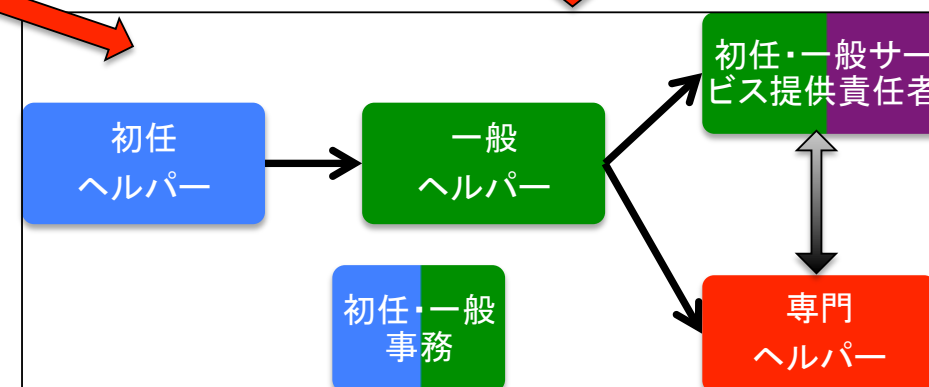 初任・一般サー
ビス提供責任者
初任
ヘルパー
一般
ヘルパー
初任・一般
事務
専門
ヘルパー